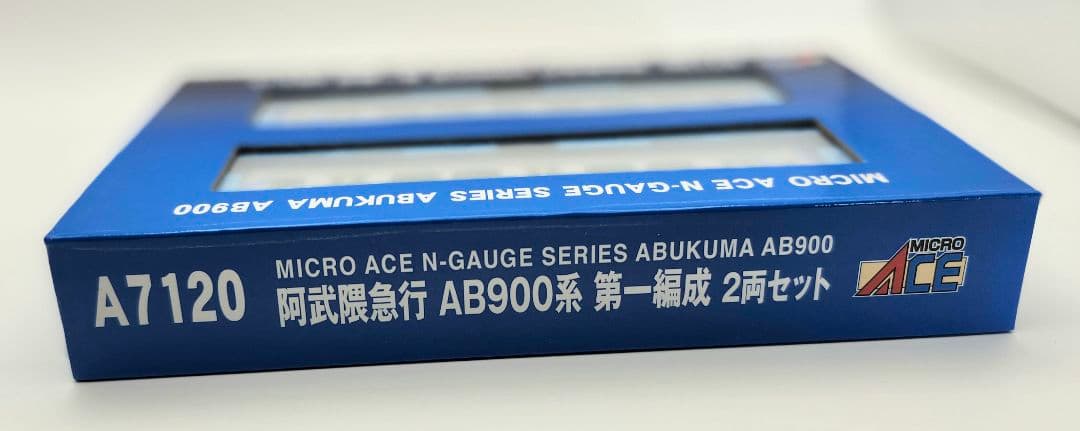 MICRO ACE N-GAUGE SERIES ABUKUMA AB900
A7120
MICRO ACE N-GAUGE SERIES ABUKUMA AB900
阿武隈急行 AB900系 第一編成 2両セット
MICRO
ACE